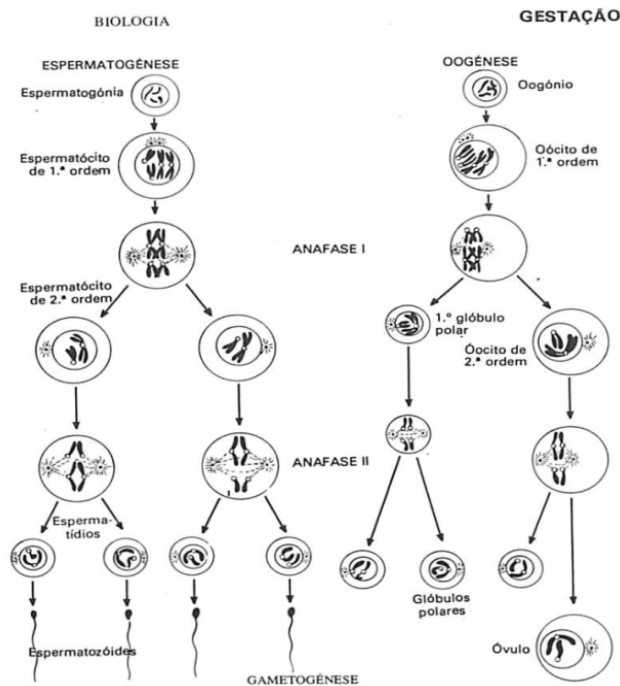 BIOLOGIA
GESTAÇÃO
ESPERMATOGÉNESE
Espermatogónia
Espermatócito
de 1.ª ordem
ANAFASE I
Espermatócito
de 2.ª ordem
ANAFASE II
Esperma-
tídios
Espermatozóides
OOGÉNESE
Oogónio
Oócito de
1.ª ordem
1.º glóbulo
polar
Óocito de
2.ª ordem
Glóbulos
polares
Óvulo
GAMETOGÉNESE